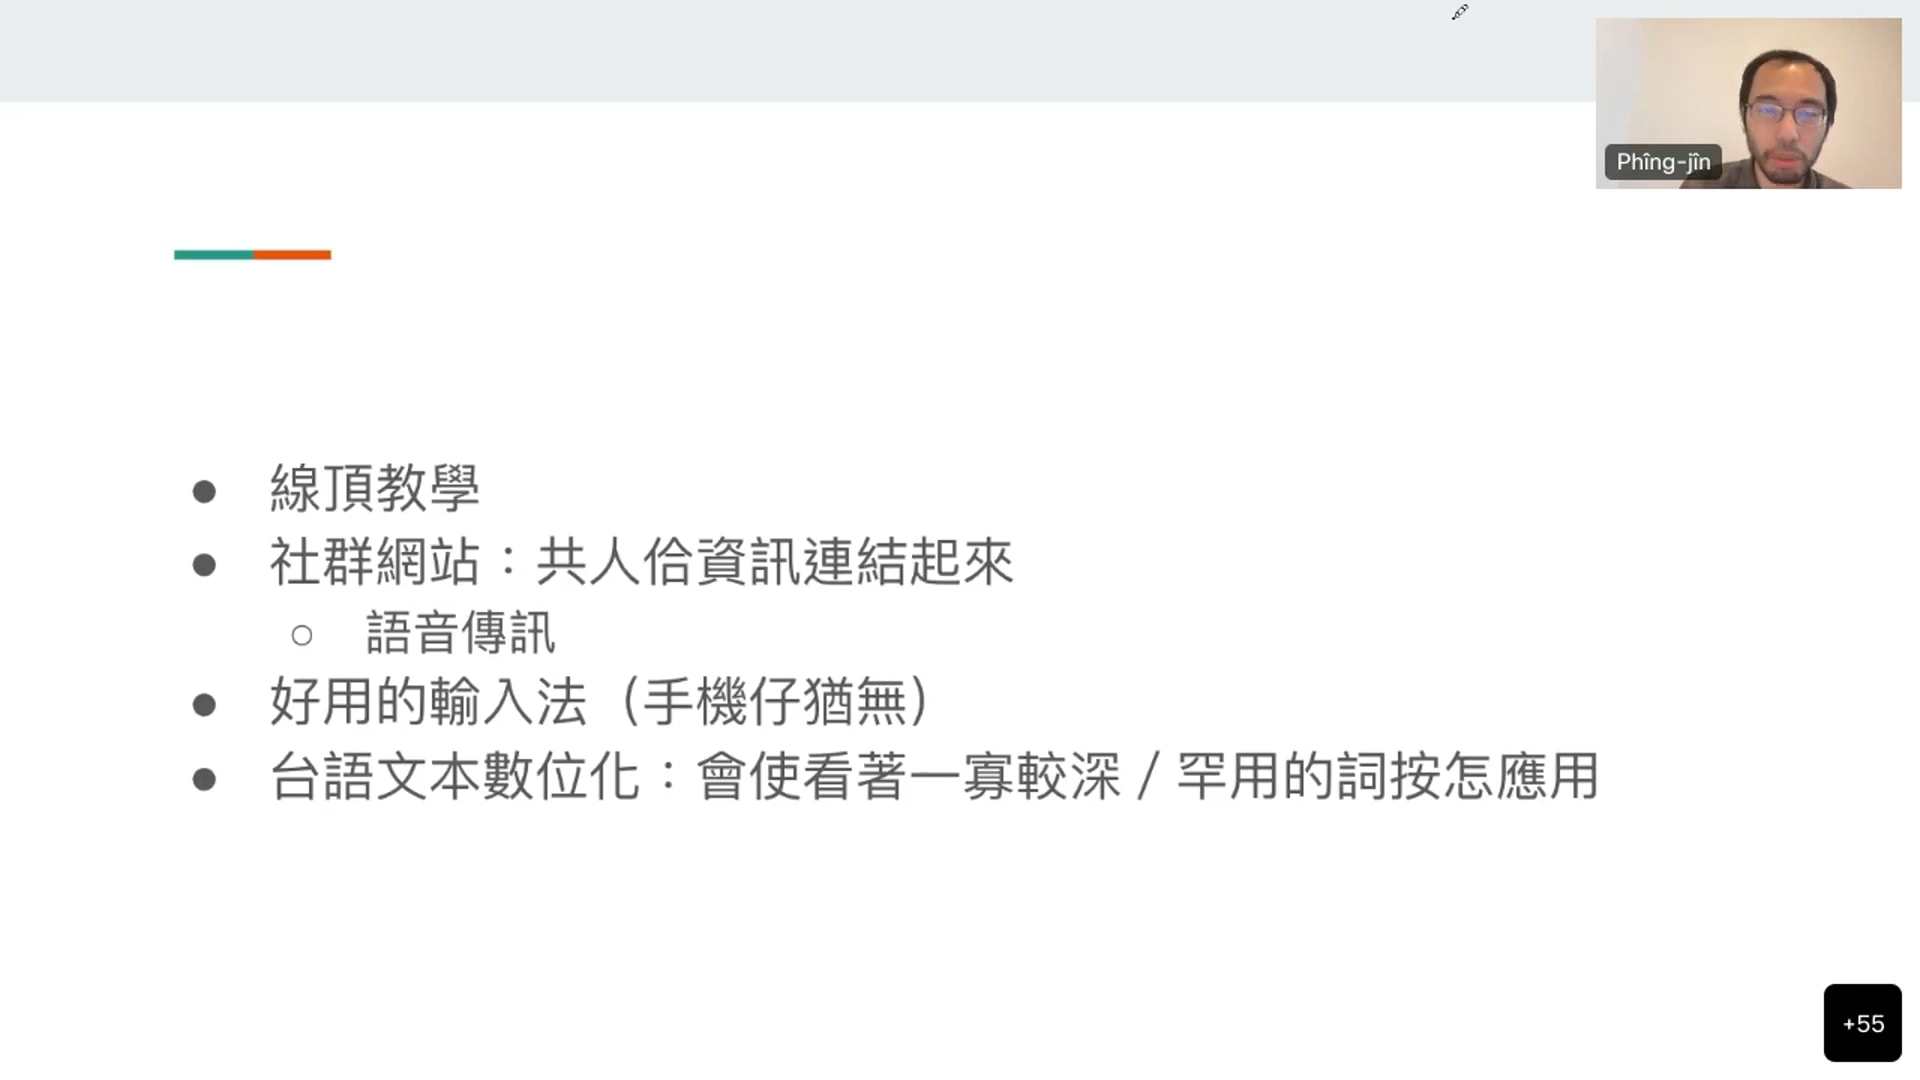 Phîng-jîn
線頂教學
社群網站：共人佮資訊連結起來
語音傳訊
好用的輸入法（手機仔猶無）
台語文本數位化：會使看著一寡較深 / 罕用的詞按怎應用
+55